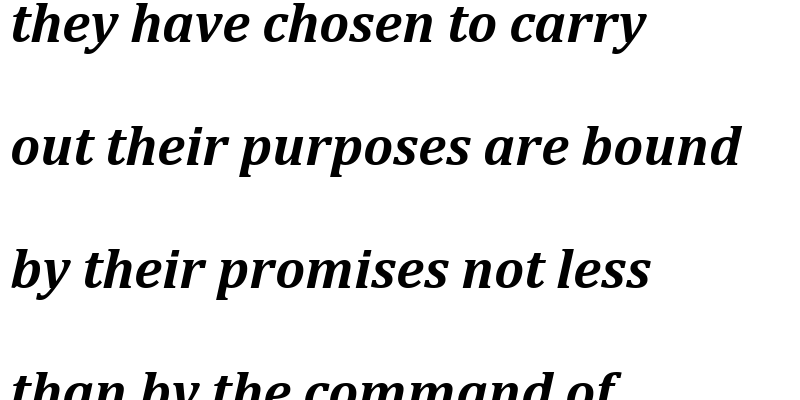 they have chosen to carry
out their purposes are bound
by their promises not less
than by the command of